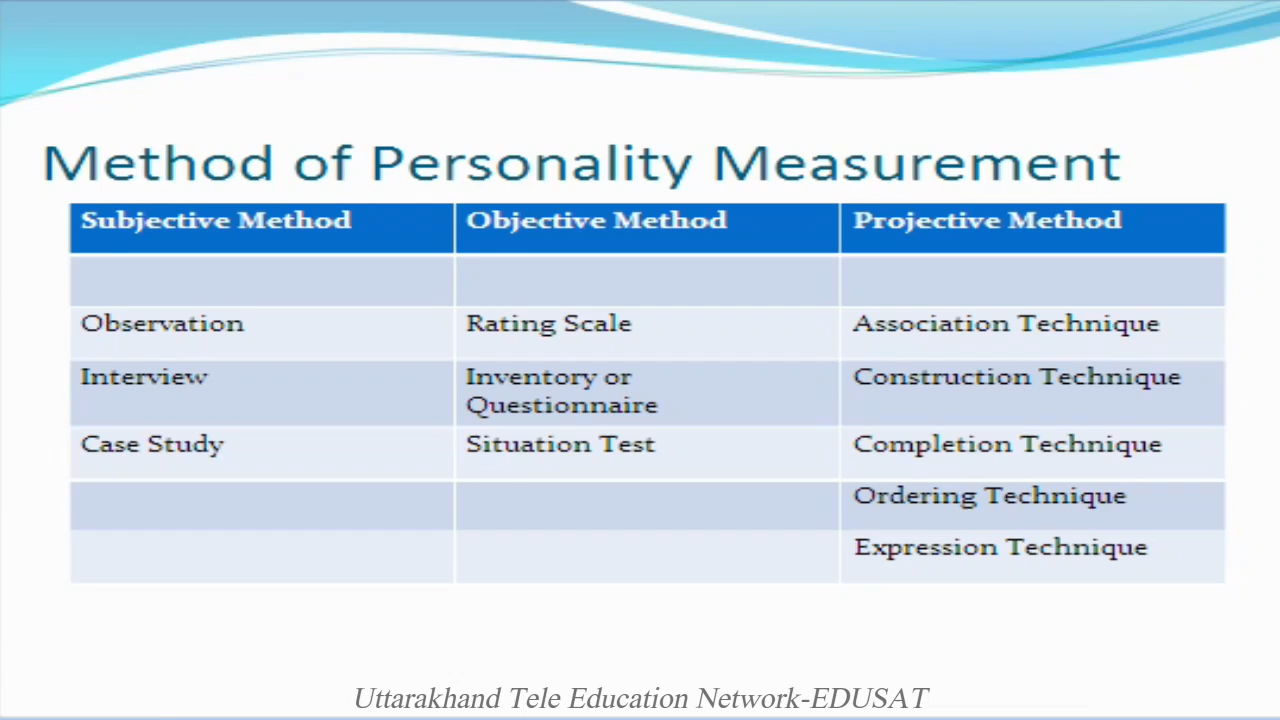 Method of Personality Measurement
Subjective Method Objective Method Projective Method
Observation Rating Scale Association Technique
Interview Inventory or Construction Technique
Questionnaire
Case Study Situation Test Completion Technique
Ordering Technique
Expression Technique
Uttarakhand Tele Education Network-EDUSAT